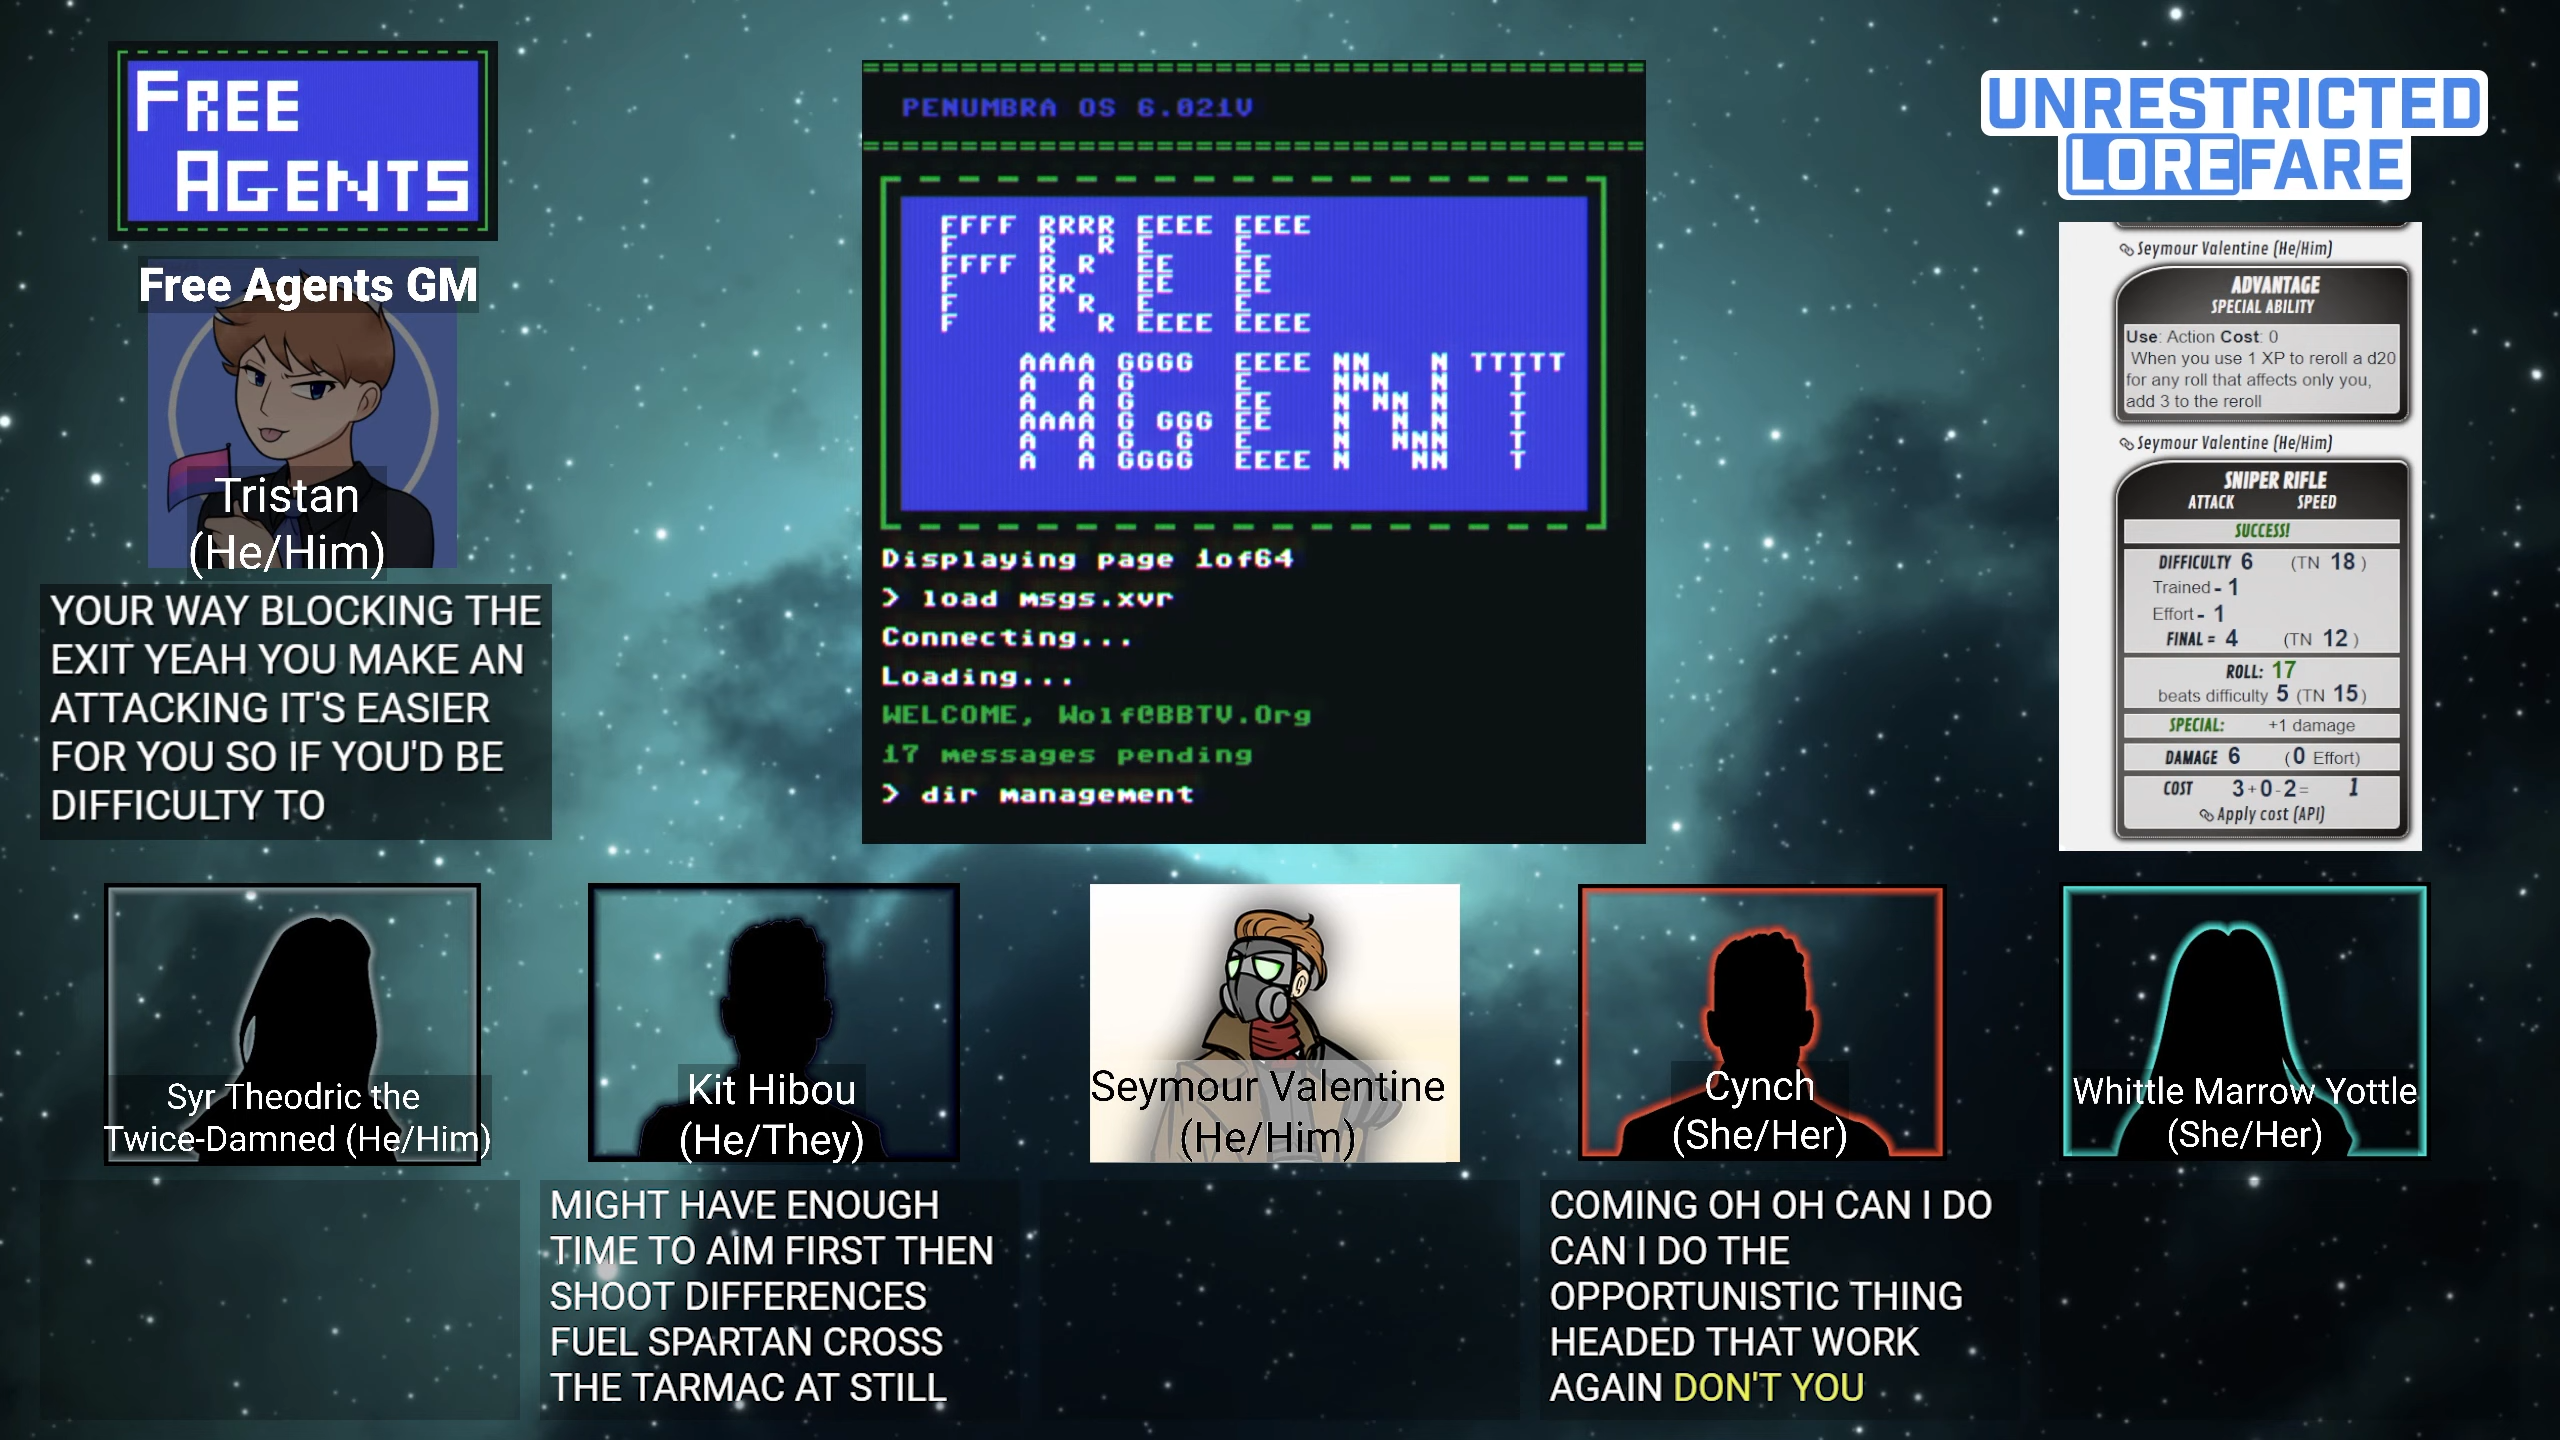 FREE
AGENTS
Free Agents GM
Tristan
(He/Him)
YOUR WAY BLOCKING THE
EXIT YEAH YOU MAKE AN
ATTACKING IT'S EASIER
FOR YOU SO IF YOU'D BE
DIFFICULTY TO
PENUMBRA OS 6.021V
FREE
AGENT
Displaying page 1of64
> load msgs.xvr
Connecting...
Loading...
WELCOME, Wolf@BBTV.Org
17 messages pending
> dir management
UNRESTRICTED
LOREFARE
Seymour Valentine (He/Him)
ADVANTAGE
SPECIAL ABILITY
Use: Action Cost: 0
When you use 1 XP to reroll a d20
for any roll that affects only you,
add 3 to the reroll
Seymour Valentine (He/Him)
SNIPER RIFLE
ATTACK SPEED
SUCCESS!
DIFFICULTY 6 (TN 18 )
Trained - 1
Effort - 1
FINAL = 4 (TN 12 )
ROLL: 17
beats difficulty 5 (TN 15)
SPECIAL: +1 damage
DAMAGE 6 (0 Effort)
COST 3+0-2= 1
Apply cost (API)
Syr Theodric the
Twice-Damned (He/Him)
Kit Hibou
(He/They)
Seymour Valentine
(He/Him)
Cynch
(She/Her)
Whittle Marrow Yottle
(She/Her)
MIGHT HAVE ENOUGH
TIME TO AIM FIRST THEN
SHOOT DIFFERENCES
FUEL SPARTAN CROSS
THE TARMAC AT STILL
COMING OH OH CAN I DO
CAN I DO THE
OPPORTUNISTIC THING
HEADED THAT WORK
AGAIN DON'T YOU